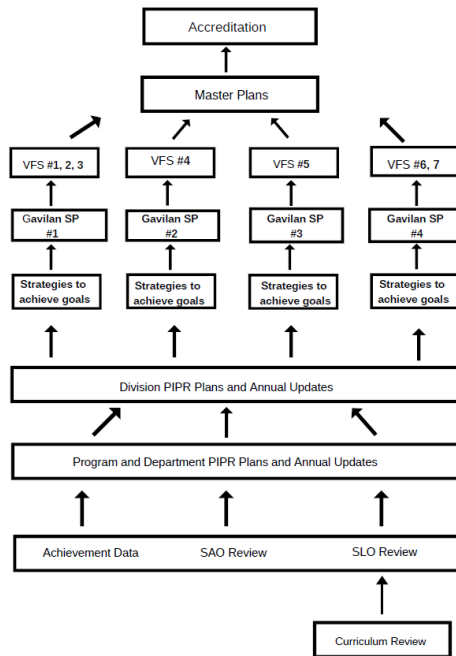 Accreditation
Master Plans
VFS #1, 2, 3
VFS #4
VFS #5
VFS #6, 7
Gavilan SP
#1
Gavilan SP
#2
Gavilan SP
#3
Gavilan SP
#4
Strategies to
achieve goals
Strategies to
achieve goals
Strategies to
achieve goals
Strategies to
achieve goals
Division PIPR Plans and Annual Updates
Program and Department PIPR Plans and Annual Updates
Achievement Data
SAO Review
SLO Review
Curriculum Review